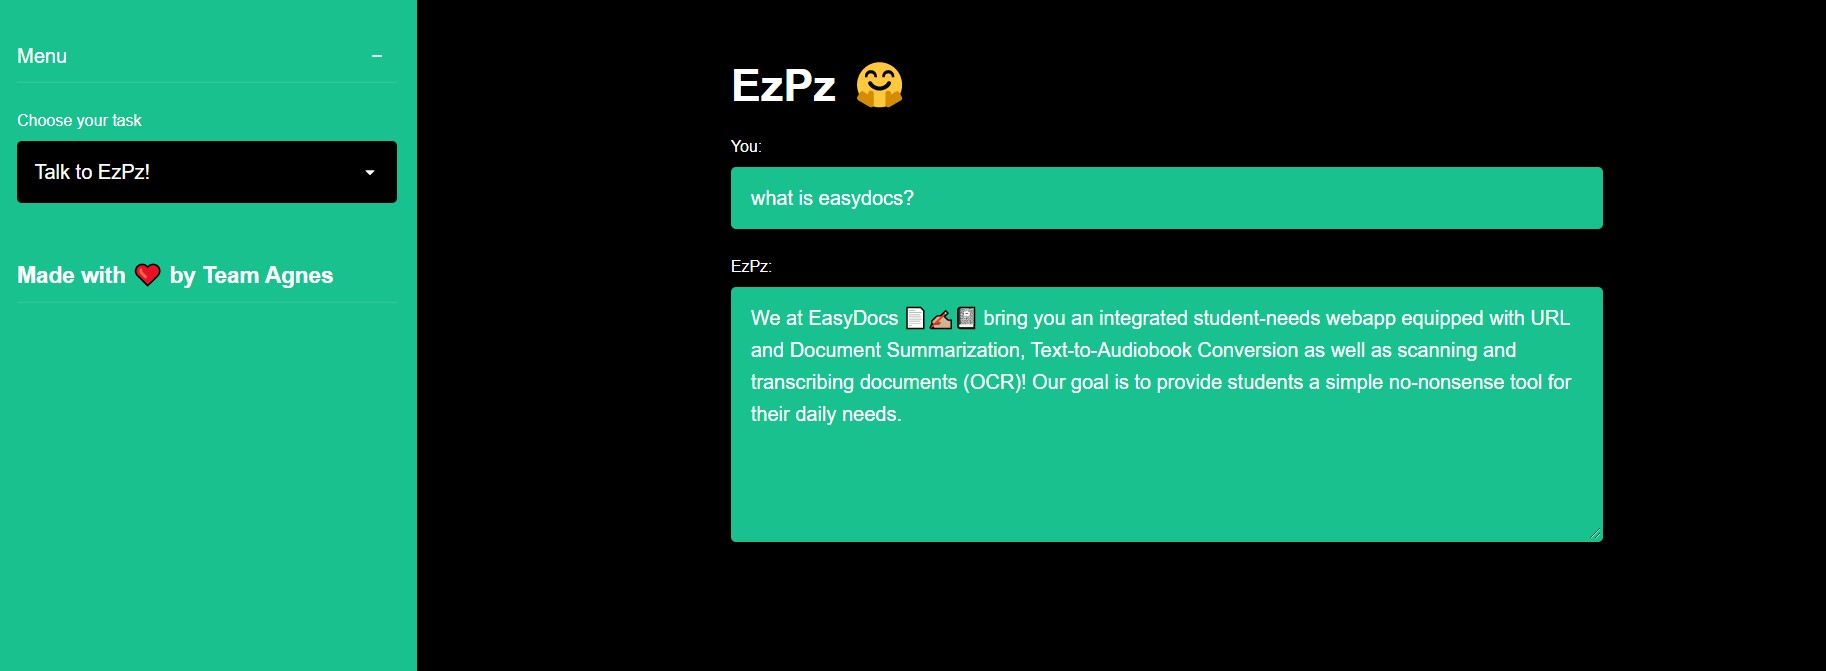 Menu
Choose your task
Talk to EzPz!
Made with ❤️ by Team Agnes
EzPz 🤗
You:
what is easydocs?
EzPz:
We at EasyDocs 📄✍🏽📓 bring you an integrated student-needs webapp equipped with URL
and Document Summarization, Text-to-Audiobook Conversion as well as scanning and
transcribing documents (OCR)! Our goal is to provide students a simple no-nonsense tool for
their daily needs.